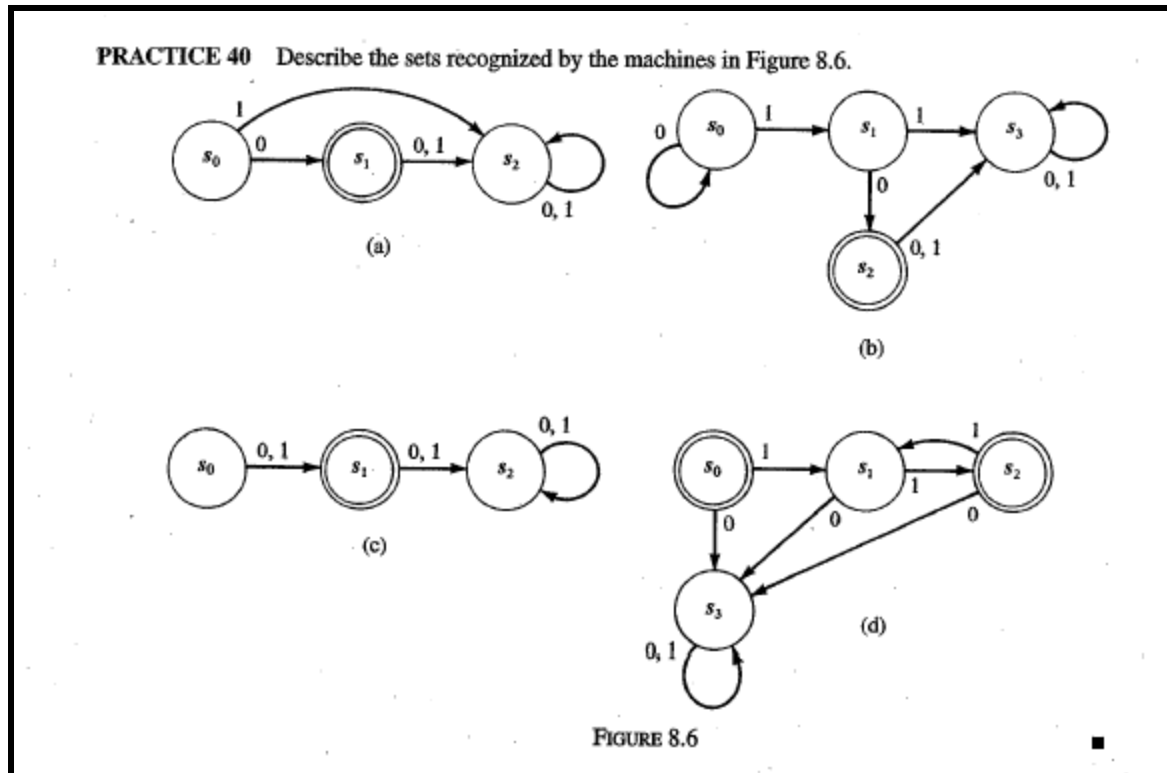 PRACTICE 40 Describe the sets recognized by the machines in Figure 8.6.
1
s₀ 0 s₁ 0, 1 s₂
0, 1
(a)
0 s₀ 1 s₁ 1 s₃
0, 1
0
s₂ 0, 1
(b)
s₀ 0, 1 s₁ 0, 1 s₂ 0, 1
(c)
s₀ 1 s₁ 1 s₂ 1
0 0 0
s₃
0, 1
(d)
FIGURE 8.6